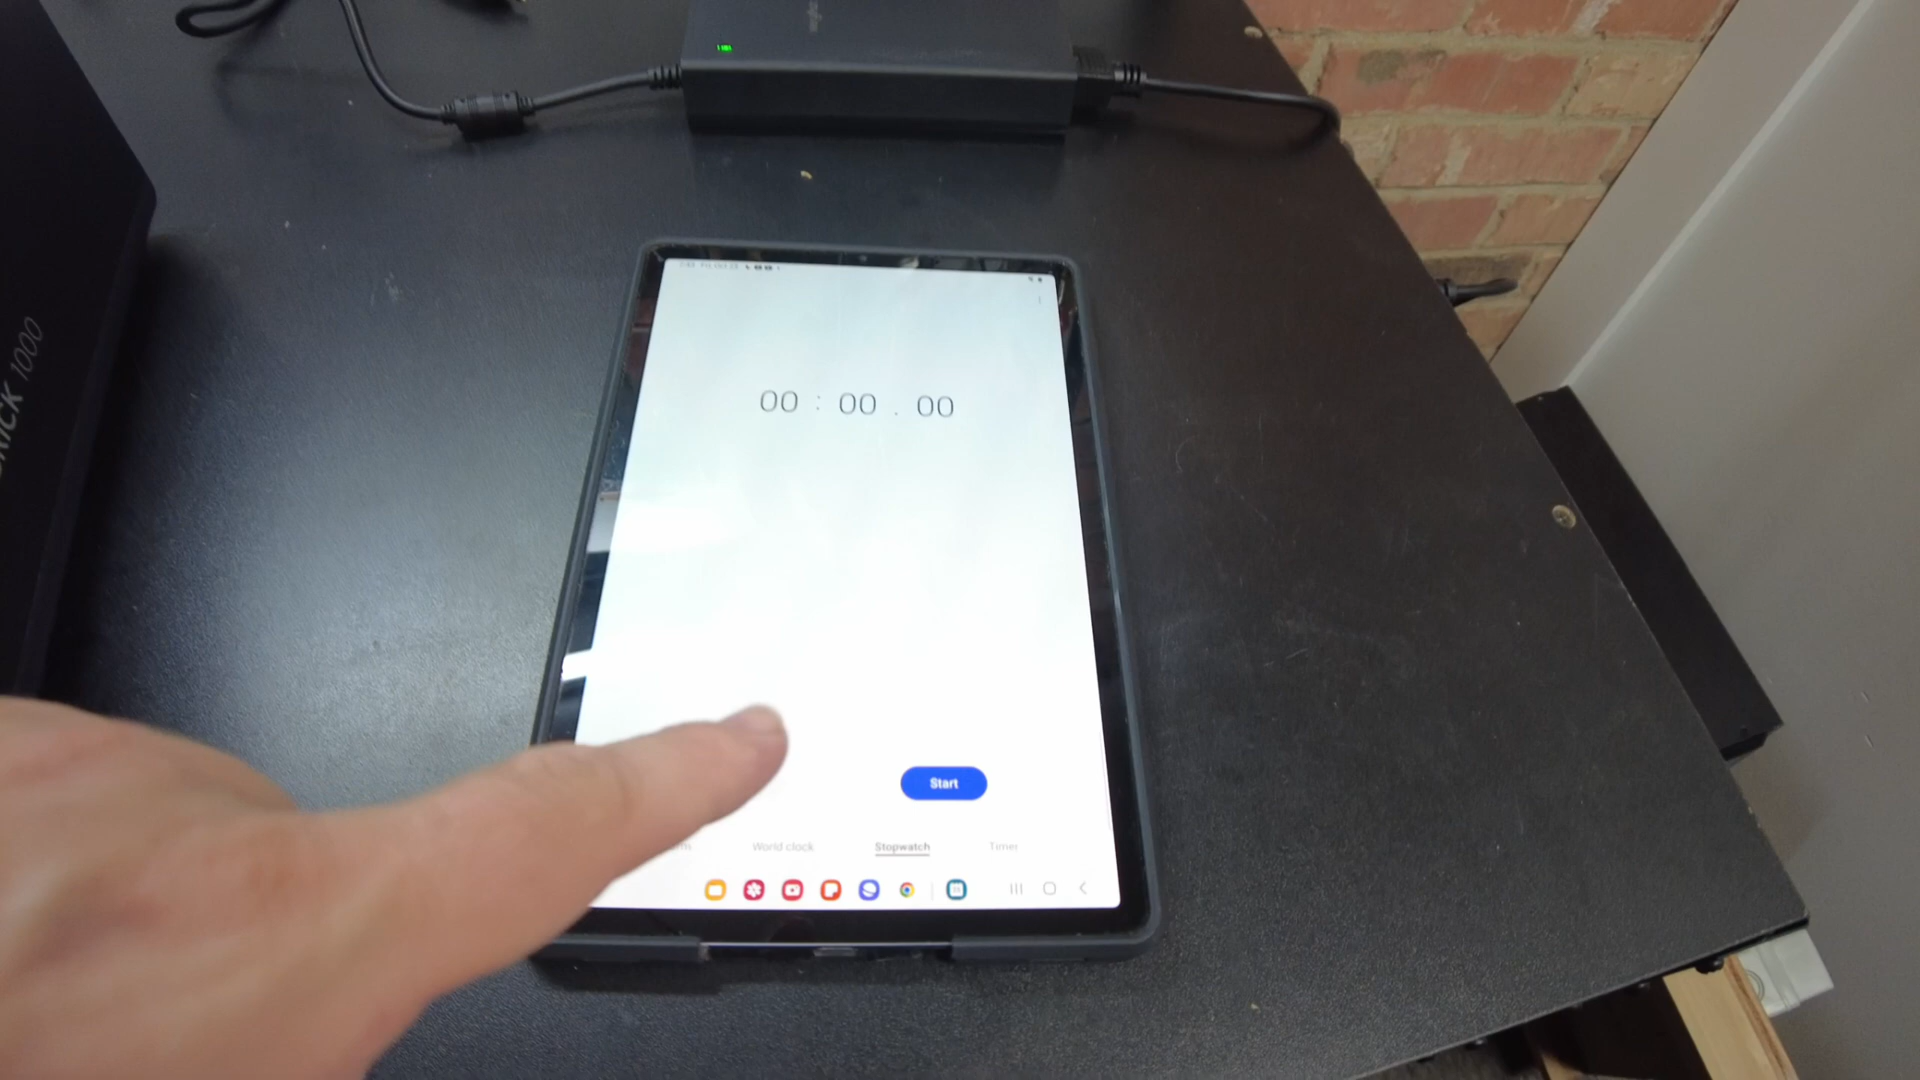 1000
00 : 00 . 00
Start
World clock
Stopwatch
Timer